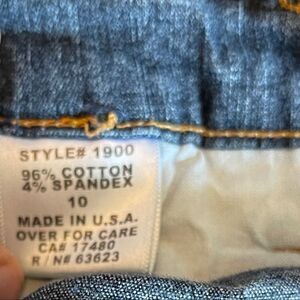 STYLE# 1900
96% COTTON
4% SPANDEX
10
MADE IN U.S.A.
OVER FOR CARE
CA# 17480
R / N# 63623